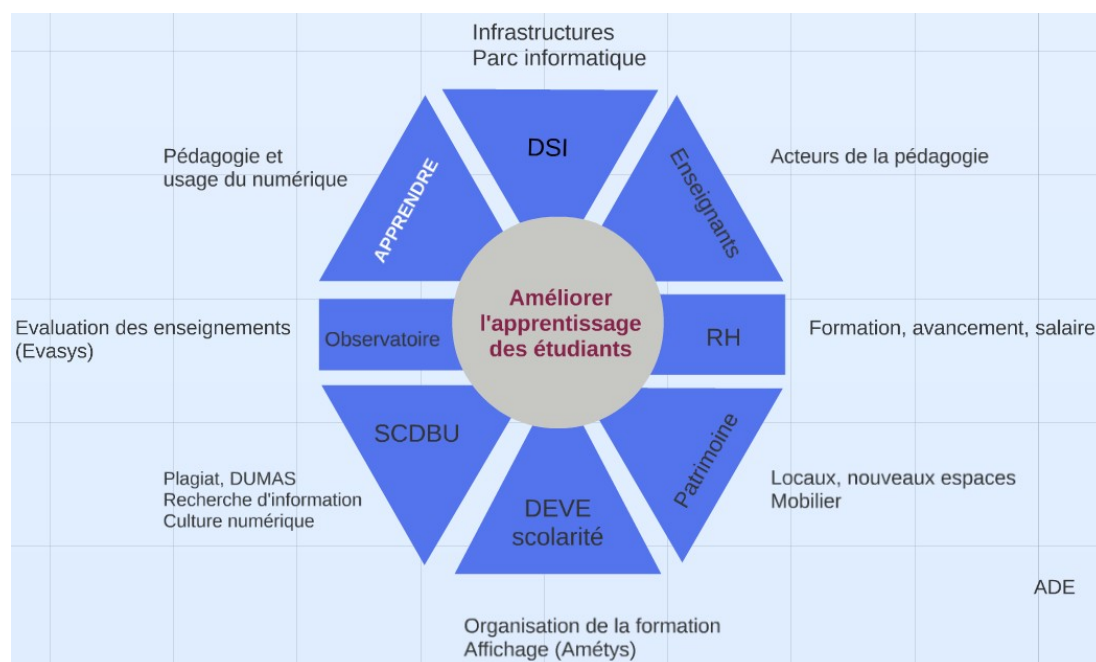 Infrastructures
Parc informatique
DSI
Pédagogie et
usage du numérique
APPRENDRE
Enseignants
Acteurs de la pédagogie
Améliorer
l'apprentissage
des étudiants
Evaluation des enseignements
(Evasys)
Observatoire
RH
Formation, avancement, salaire
SCDBU
Plagiat, DUMAS
Recherche d'information
Culture numérique
DEVE
scolarité
Patrimoine
Locaux, nouveaux espaces
Mobilier
ADE
Organisation de la formation
Affichage (Amétys)